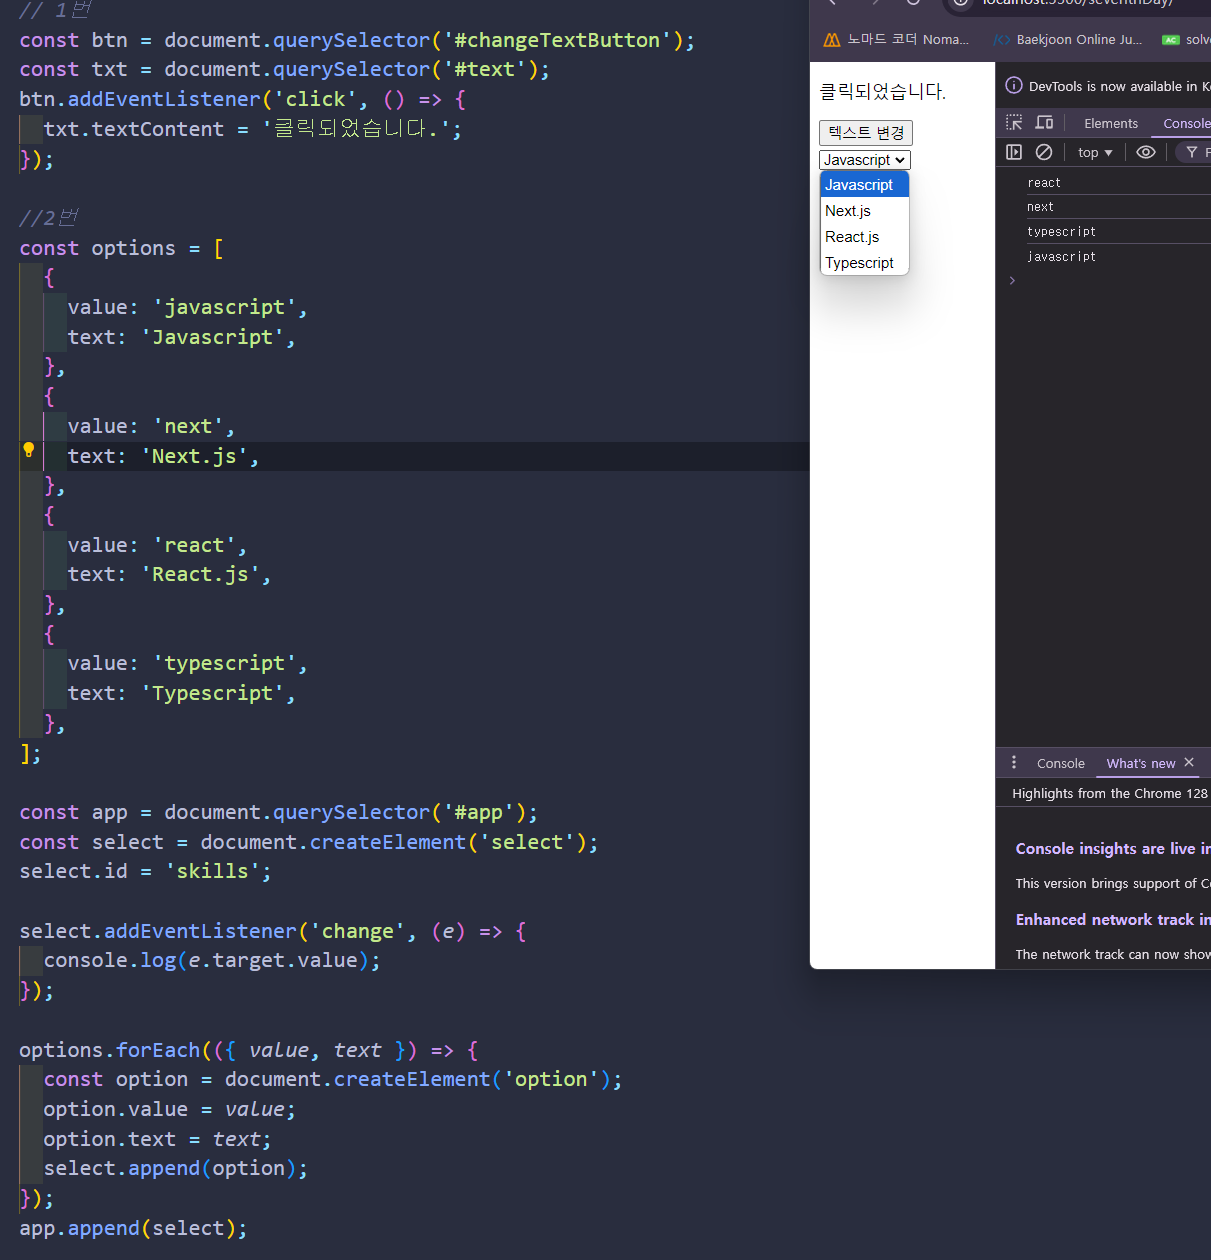 // 1번
const btn = document.querySelector('#changeTextButton');
const txt = document.querySelector('#text');
btn.addEventListener('click', () => {
  txt.textContent = '클릭되었습니다.';
});

//2번
const options = [
  {
    value: 'javascript',
    text: 'Javascript',
  },
  {
    value: 'next',
    text: 'Next.js',
  },
  {
    value: 'react',
    text: 'React.js',
  },
  {
    value: 'typescript',
    text: 'Typescript',
  },
];

const app = document.querySelector('#app');
const select = document.createElement('select');
select.id = 'skills';

select.addEventListener('change', (e) => {
  console.log(e.target.value);
});

options.forEach(({ value, text }) => {
  const option = document.createElement('option');
  option.value = value;
  option.text = text;
  select.append(option);
});
app.append(select);
localhost:5500/seventhDay/
노마드 코더 Noma...
</> Baekjoon Online Ju...
AC solv
클릭되었습니다.
텍스트 변경
Javascript
Javascript
Next.js
React.js
Typescript
DevTools is now available in K
Elements
Console
top
F
react
next
typescript
javascript
Console
What's new
Highlights from the Chrome 128
Console insights are live i
This version brings support of C
Enhanced network track in
The network track can now show